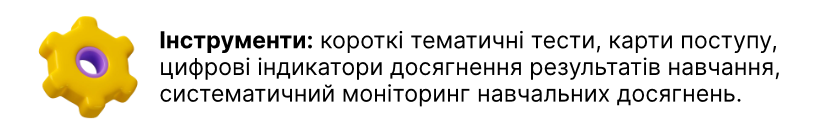 Інструменти: короткі тематичні тести, карти поступу,
цифрові індикатори досягнення результатів навчання,
систематичний моніторинг навчальних досягнень.